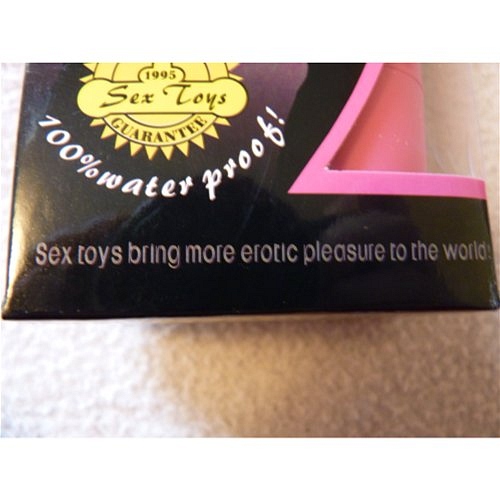 1995
Sex Toys
GUARANTEE
100% water proof!
Sex toys bring more erotic pleasure to the world